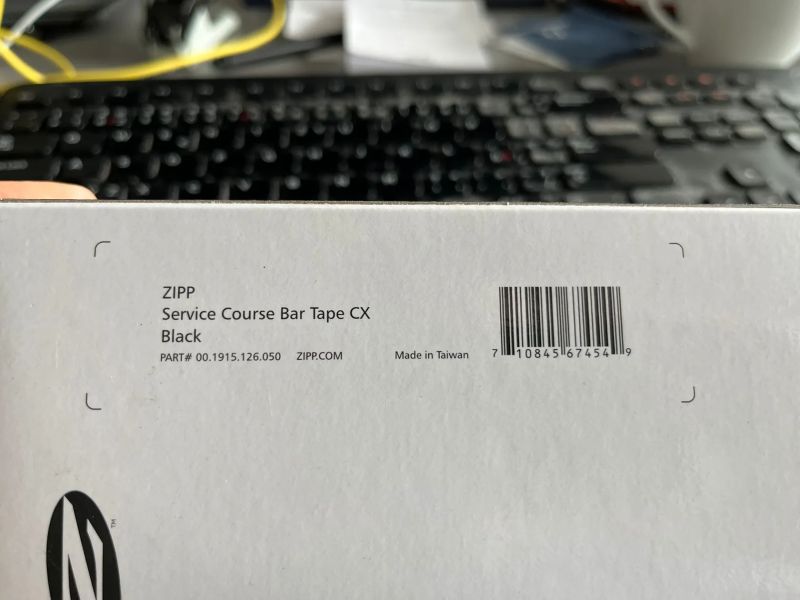 ZIPP
Service Course Bar Tape CX
Black
PART# 00.1915.126.050 ZIPP.COM Made in Taiwan 7 10845 67454 9
TM